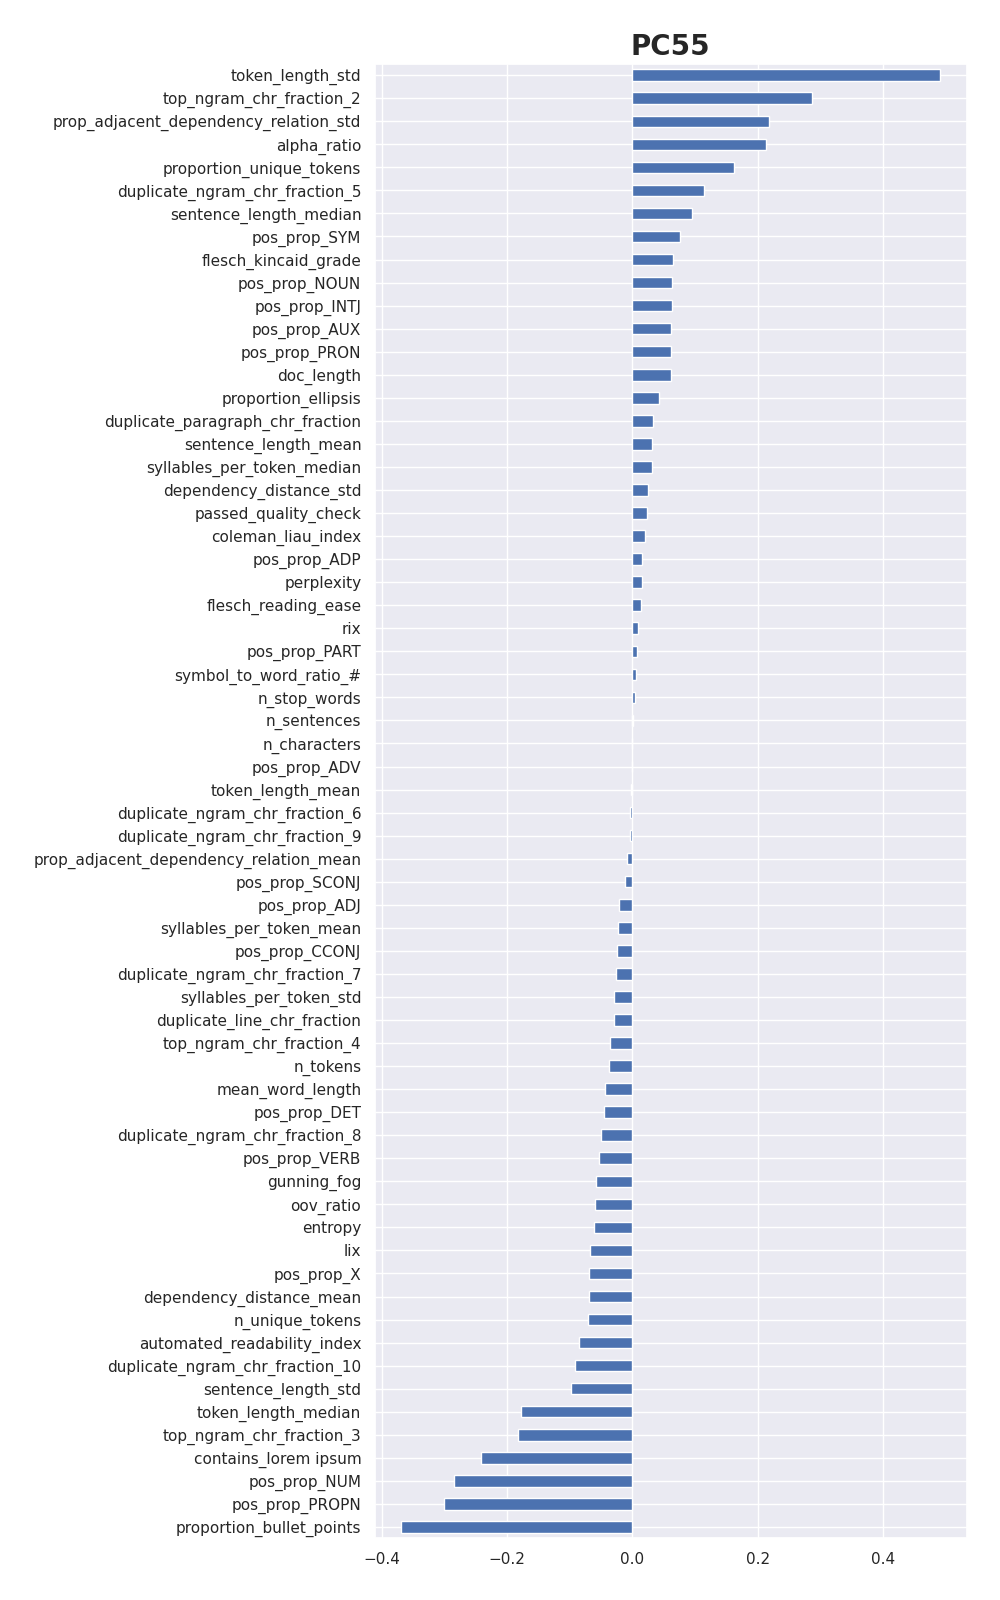 PC55
token_length_std
top_ngram_chr_fraction_2
prop_adjacent_dependency_relation_std
alpha_ratio
proportion_unique_tokens
duplicate_ngram_chr_fraction_5
sentence_length_median
pos_prop_SYM
flesch_kincaid_grade
pos_prop_NOUN
pos_prop_INTJ
pos_prop_AUX
pos_prop_PRON
doc_length
proportion_ellipsis
duplicate_paragraph_chr_fraction
sentence_length_mean
syllables_per_token_median
dependency_distance_std
passed_quality_check
coleman_liau_index
pos_prop_ADP
perplexity
flesch_reading_ease
rix
pos_prop_PART
symbol_to_word_ratio_#
n_stop_words
n_sentences
n_characters
pos_prop_ADV
token_length_mean
duplicate_ngram_chr_fraction_6
duplicate_ngram_chr_fraction_9
prop_adjacent_dependency_relation_mean
pos_prop_SCONJ
pos_prop_ADJ
syllables_per_token_mean
pos_prop_CCONJ
duplicate_ngram_chr_fraction_7
syllables_per_token_std
duplicate_line_chr_fraction
top_ngram_chr_fraction_4
n_tokens
mean_word_length
pos_prop_DET
duplicate_ngram_chr_fraction_8
pos_prop_VERB
gunning_fog
oov_ratio
entropy
lix
pos_prop_X
dependency_distance_mean
n_unique_tokens
automated_readability_index
duplicate_ngram_chr_fraction_10
sentence_length_std
token_length_median
top_ngram_chr_fraction_3
contains_lorem ipsum
pos_prop_NUM
pos_prop_PROPN
proportion_bullet_points
−0.4 −0.2 0.0 0.2 0.4